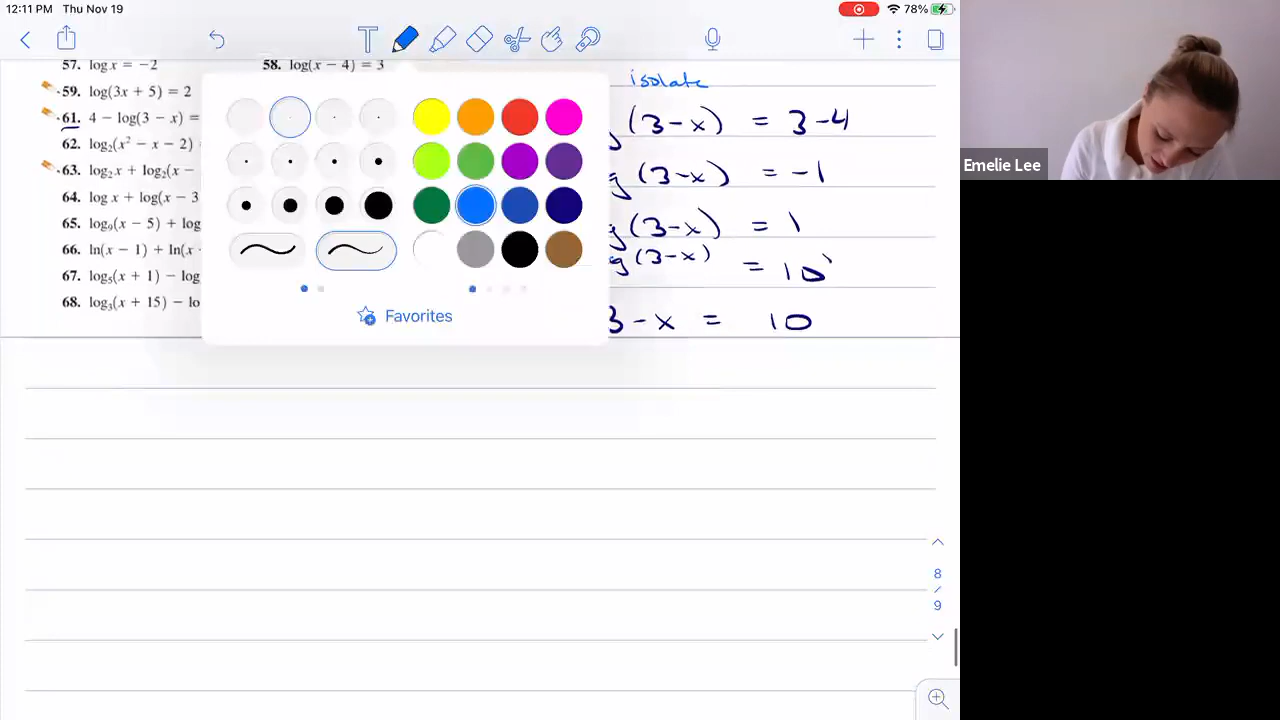 12:11 PM Thu Nov 19
78%
57. log x = −2
58. log(x − 4) = 3
59. log(3x + 5) = 2
61. 4 − log(3 − x) =
62. log₂(x² − x − 2)
63. log₂x + log₂(x −
64. log x + log(x − 3
65. log₉(x − 5) + log
66. ln(x − 1) + ln(x
67. log₅(x + 1) − log
68. log₃(x + 15) − lo
Favorites
isolate
g (3-x) = 3-4
g (3-x) = -1
g (3-x) = 1
g (3-x) = 10¹
3-x = 10
8
/
9
Emelie Lee